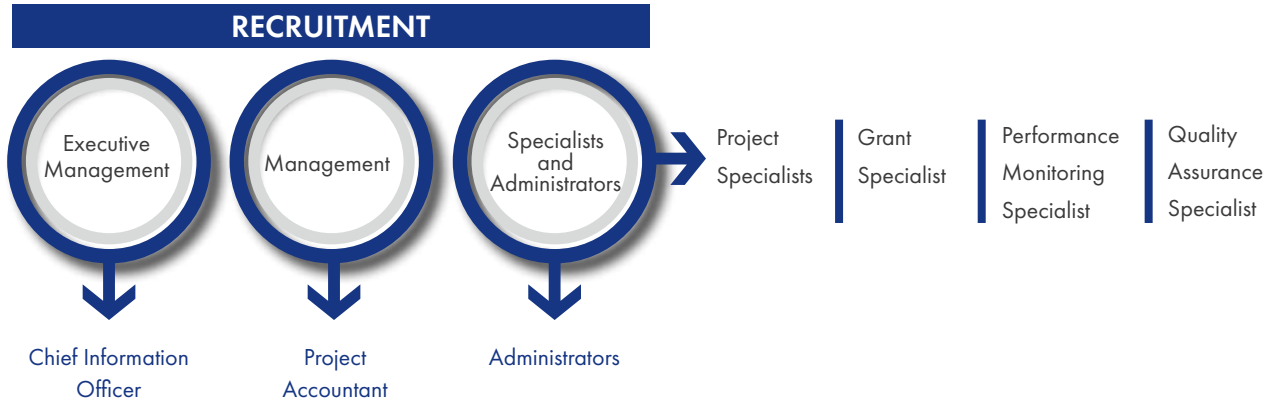 RECRUITMENT
Executive
Management
Management
Specialists
and
Administrators
Project
Specialists
Grant
Specialist
Performance
Monitoring
Specialist
Quality
Assurance
Specialist
Chief Information
Officer
Project
Accountant
Administrators